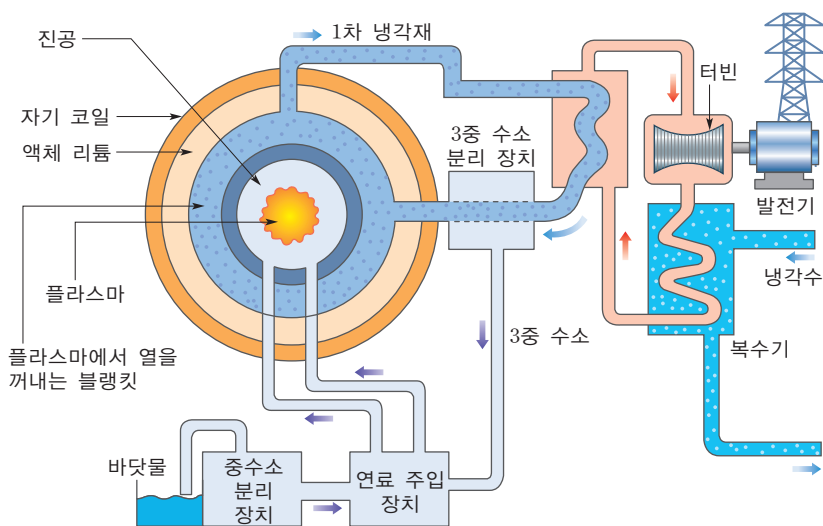 진공
1차 냉각재
터빈
자기 코일
액체 리튬
3중 수소
분리 장치
발전기
플라스마
냉각수
3중 수소
복수기
플라스마에서 열을
꺼내는 블랭킷
바닷물
중수소
분리
장치
연료 주입
장치